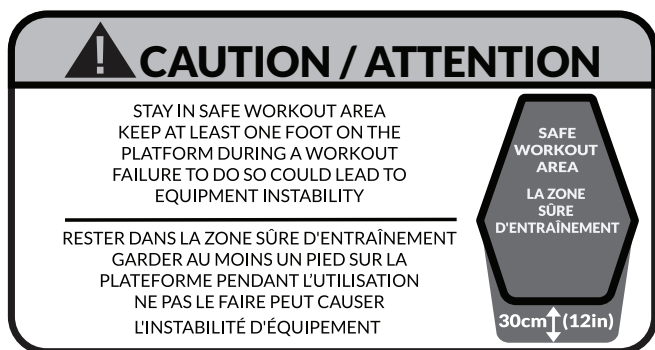 CAUTION / ATTENTION
STAY IN SAFE WORKOUT AREA
KEEP AT LEAST ONE FOOT ON THE
PLATFORM DURING A WORKOUT
FAILURE TO DO SO COULD LEAD TO
EQUIPMENT INSTABILITY
RESTER DANS LA ZONE SÛRE D'ENTRAÎNEMENT
GARDER AU MOINS UN PIED SUR LA
PLATEFORME PENDANT L'UTILISATION
NE PAS LE FAIRE PEUT CAUSER
L'INSTABILITÉ D'ÉQUIPEMENT
SAFE
WORKOUT
AREA
LA ZONE
SÛRE
D'ENTRAÎNEMENT
30cm (12in)